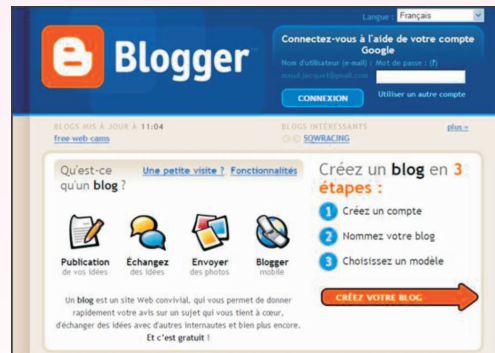 Langue : Français
Blogger
Connectez-vous à l'aide de votre compte
Google
Nom d'utilisateur (e-mail) : Mot de passe : (?)
maud.jacquet@gmail.com
CONNEXION
Utiliser un autre compte
BLOGS MIS À JOUR À 11:04
free web cams
BLOGS INTÉRESSANTS
SQWRACING
plus »
Qu'est-ce
qu'un blog ?
Une petite visite ? Fonctionnalités
Publication
de vos idées
Échangez
des idées
Envoyer
des photos
Blogger
mobile
Un blog est un site Web convivial, qui vous permet de donner
rapidement votre avis sur un sujet qui vous tient à cœur,
d'échanger des idées avec d'autres internautes et bien plus encore.
Et c'est gratuit !
Créez un blog en 3
étapes :
1 Créez un compte
2 Nommez votre blog
3 Choisissez un modèle
CRÉEZ VOTRE BLOG